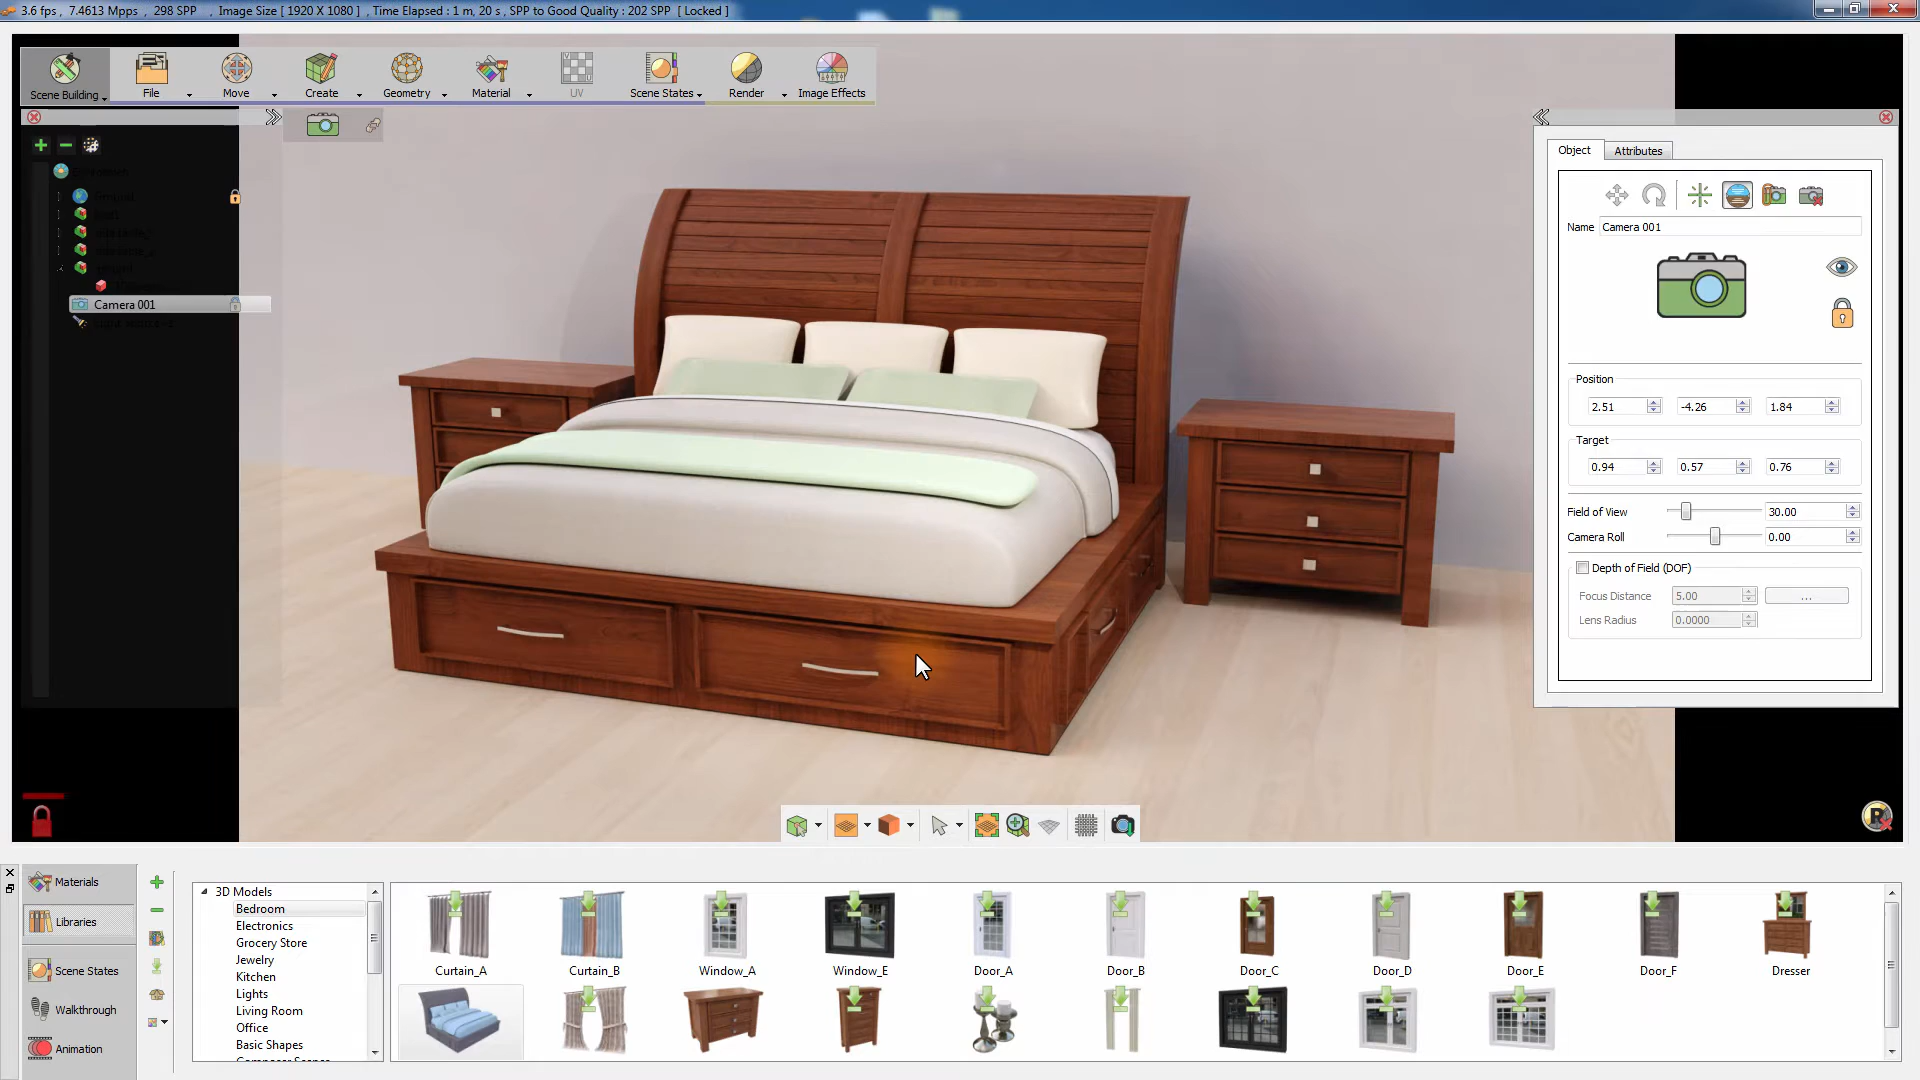 3.6 fps , 7.4613 Mpps , 298 SPP , Image Size [ 1920 X 1080 ] , Time Elapsed : 1 m, 20 s , SPP to Good Quality : 202 SPP [ Locked ]
Scene Building
File
Move
Create
Geometry
Material
UV
Scene States
Render
Image Effects
Environment
Ground
Camera 001
Object
Attributes
Name Camera 001
Position
2.51 -4.26 1.84
Target
0.94 0.57 0.76
Field of View 30.00
Camera Roll 0.00
Depth of Field (DOF)
Focus Distance 5.00 ...
Lens Radius 0.0000
Materials
Libraries
Scene States
Walkthrough
Animation
3D Models
Bedroom
Electronics
Grocery Store
Jewelry
Kitchen
Lights
Living Room
Office
Basic Shapes
Curtain_A
Curtain_B
Window_A
Window_E
Door_A
Door_B
Door_C
Door_D
Door_E
Door_F
Dresser